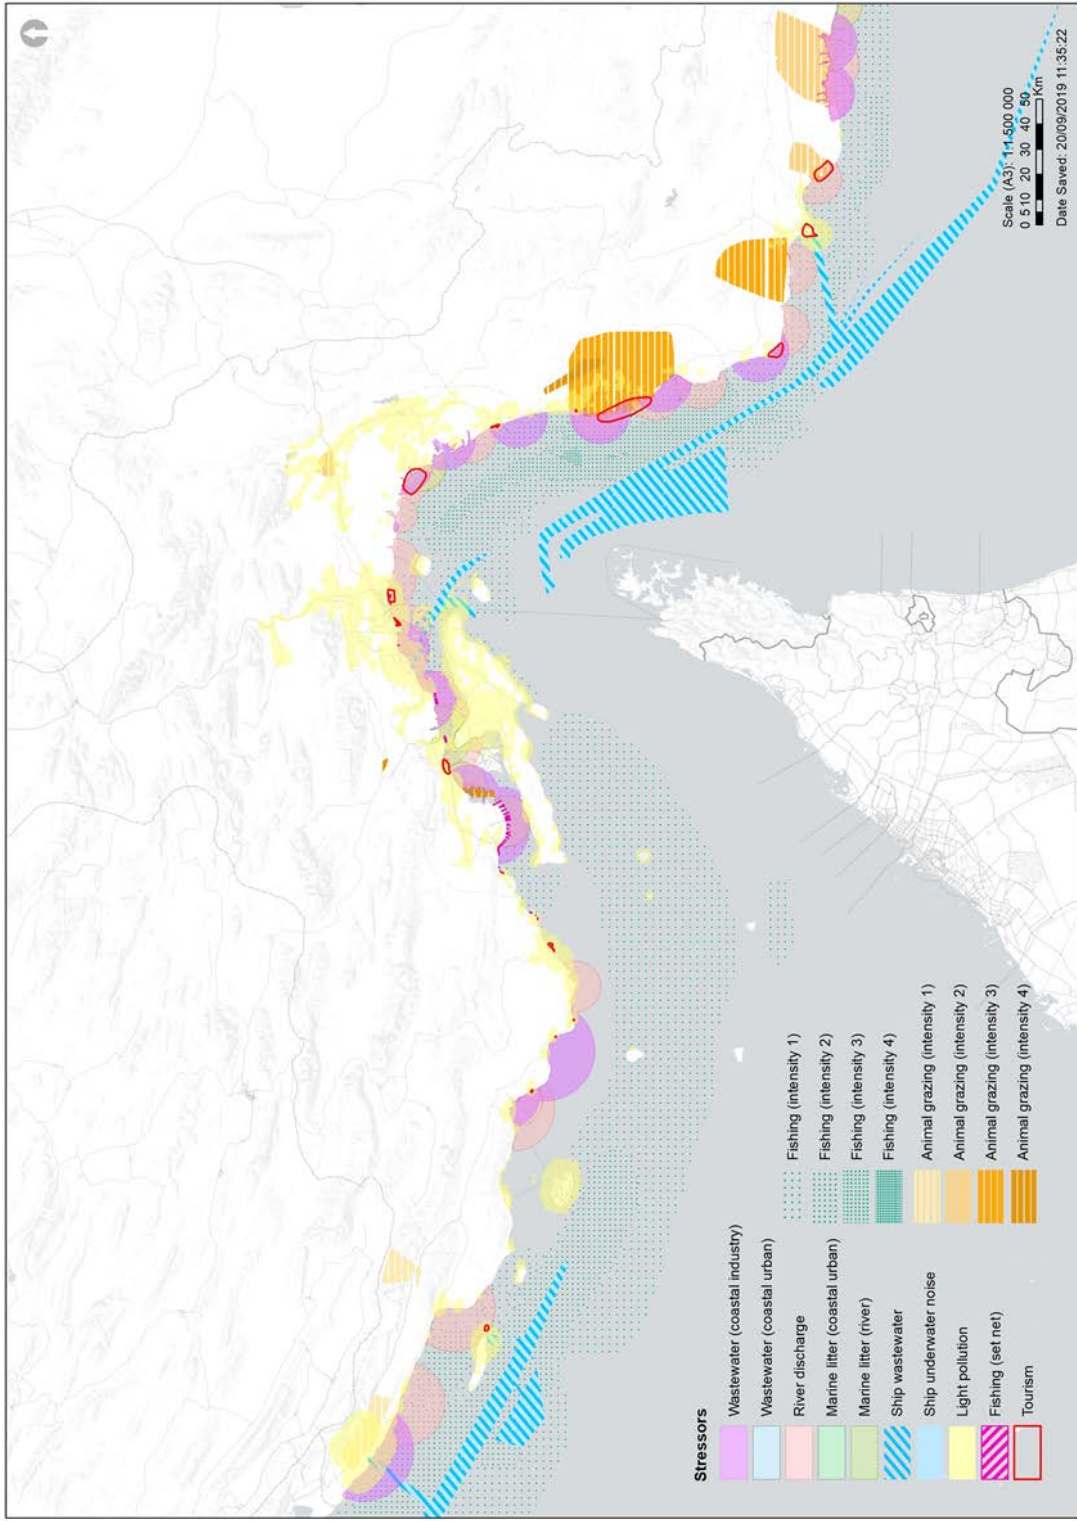 Stressors
Wastewater (coastal industry)
Wastewater (coastal urban)
River discharge
Marine litter (coastal urban)
Marine litter (river)
Ship wastewater
Ship underwater noise
Light pollution
Fishing (set net)
Tourism
Fishing (intensity 1)
Fishing (intensity 2)
Fishing (intensity 3)
Fishing (intensity 4)
Animal grazing (intensity 1)
Animal grazing (intensity 2)
Animal grazing (intensity 3)
Animal grazing (intensity 4)
Scale (A3): 1:1 500 000
0 5 10 20 30 40 50
Km
Date Saved: 20/09/2019 11:35:22